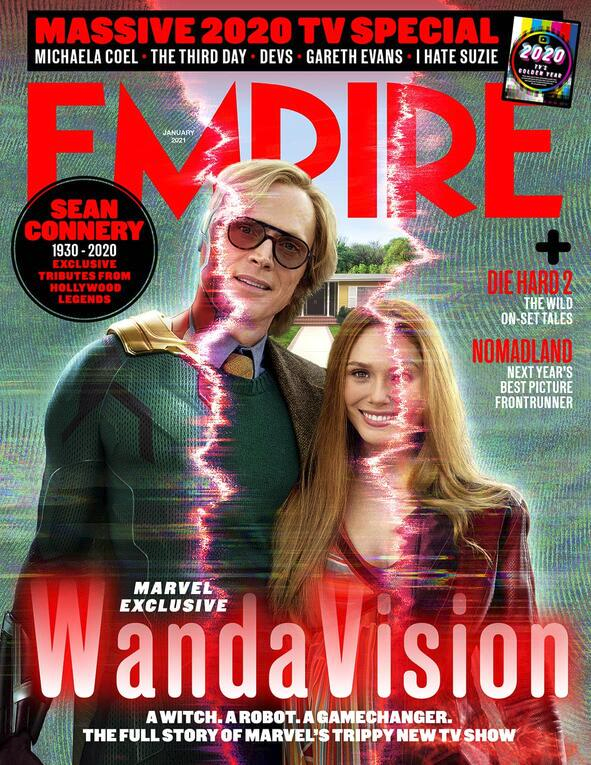 MASSIVE 2020 TV SPECIAL
MICHAELA COEL • THE THIRD DAY • DEVS • GARETH EVANS • I HATE SUZIE
2020
TV'S
GOLDEN YEAR
EMPIRE
JANUARY
2021
SEAN
CONNERY
1930 - 2020
EXCLUSIVE
TRIBUTES FROM
HOLLYWOOD
LEGENDS
+
DIE HARD 2
THE WILD
ON-SET TALES
NOMADLAND
NEXT YEAR'S
BEST PICTURE
FRONTRUNNER
MARVEL
EXCLUSIVE
WandaVision
A WITCH. A ROBOT. A GAMECHANGER.
THE FULL STORY OF MARVEL'S TRIPPY NEW TV SHOW